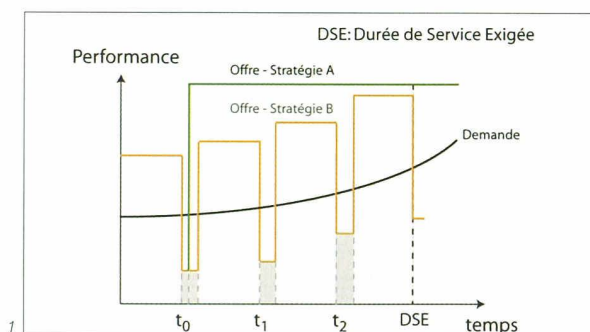 DSE: Durée de Service Exigée
Performance
Offre - Stratégie A
Offre - Stratégie B
Demande
t0 t1 t2 DSE temps
1